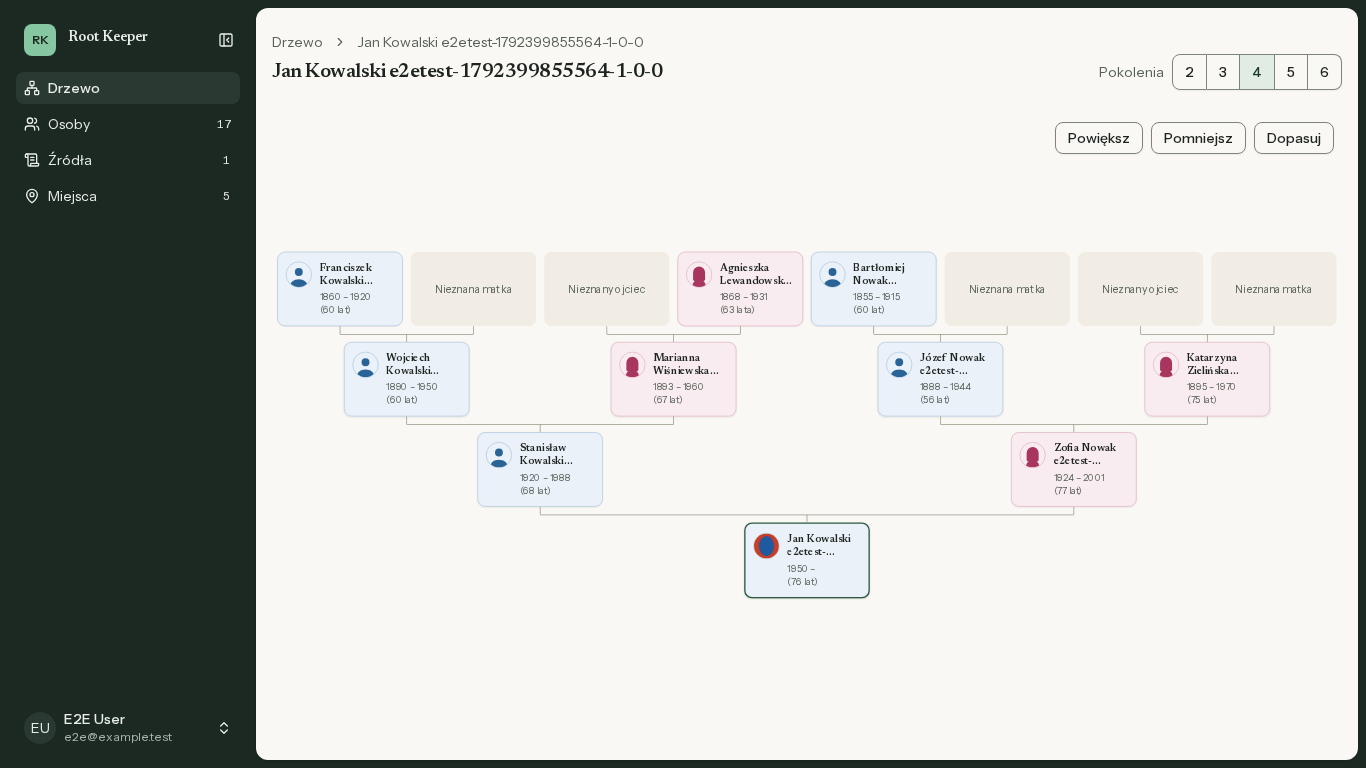 RK
Root Keeper
Drzewo
Osoby
17
Źródła
1
Miejsca
5
EU
E2E User
e2e@example.test
Drzewo
Jan Kowalski e2etest-1792399855564-1-0-0
Jan Kowalski e2etest-1792399855564-1-0-0
Pokolenia
2
3
4
5
6
Powiększ
Pomniejsz
Dopasuj
Franciszek
Kowalski...
1860 – 1920
(60 lat)
Nieznana matka
Nieznany ojciec
Agnieszka
Lewandowsk...
1868 – 1931
(63 lata)
Bartłomiej
Nowak...
1855 – 1915
(60 lat)
Nieznana matka
Nieznany ojciec
Nieznana matka
Wojciech
Kowalski...
1890 – 1950
(60 lat)
Marianna
Wiśniewska...
1893 – 1960
(67 lat)
Józef Nowak
e2etest-...
1888 – 1944
(56 lat)
Katarzyna
Zielińska...
1895 – 1970
(75 lat)
Stanisław
Kowalski...
1920 – 1988
(68 lat)
Zofia Nowak
e2etest-...
1924 – 2001
(77 lat)
Jan Kowalski
e2etest-...
1950 –
(76 lat)